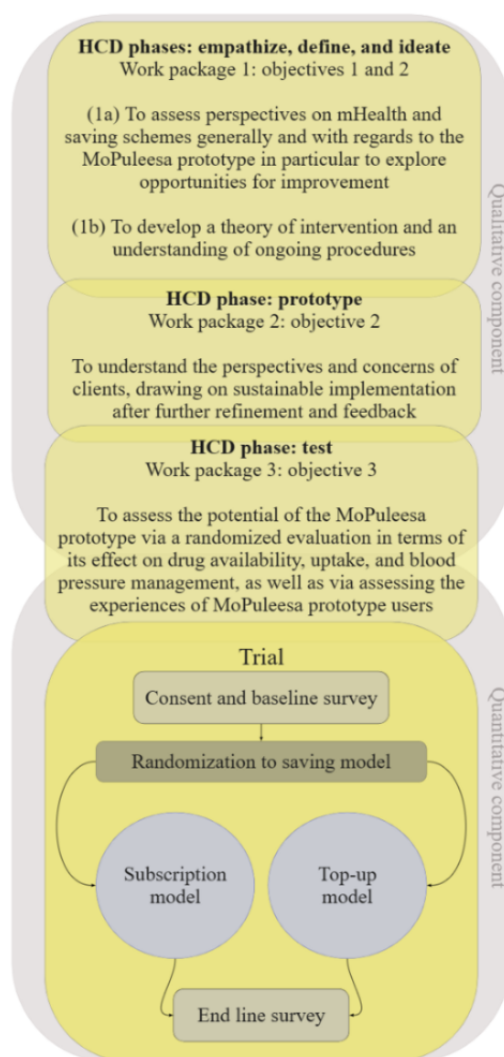 HCD phases: empathize, define, and ideate
Work package 1: objectives 1 and 2
(1a) To assess perspectives on mHealth and
saving schemes generally and with regards to the
MoPuleesa prototype in particular to explore
opportunities for improvement
(1b) To develop a theory of intervention and an
understanding of ongoing procedures
Qualitative component
HCD phase: prototype
Work package 2: objective 2
To understand the perspectives and concerns of
clients, drawing on sustainable implementation
after further refinement and feedback
HCD phase: test
Work package 3: objective 3
To assess the potential of the MoPuleesa
prototype via a randomized evaluation in terms of
its effect on drug availability, uptake, and blood
pressure management, as well as via assessing the
experiences of MoPuleesa prototype users
Trial
Consent and baseline survey
Randomization to saving model
Quantitative component
Subscription
model
Top-up
model
End line survey